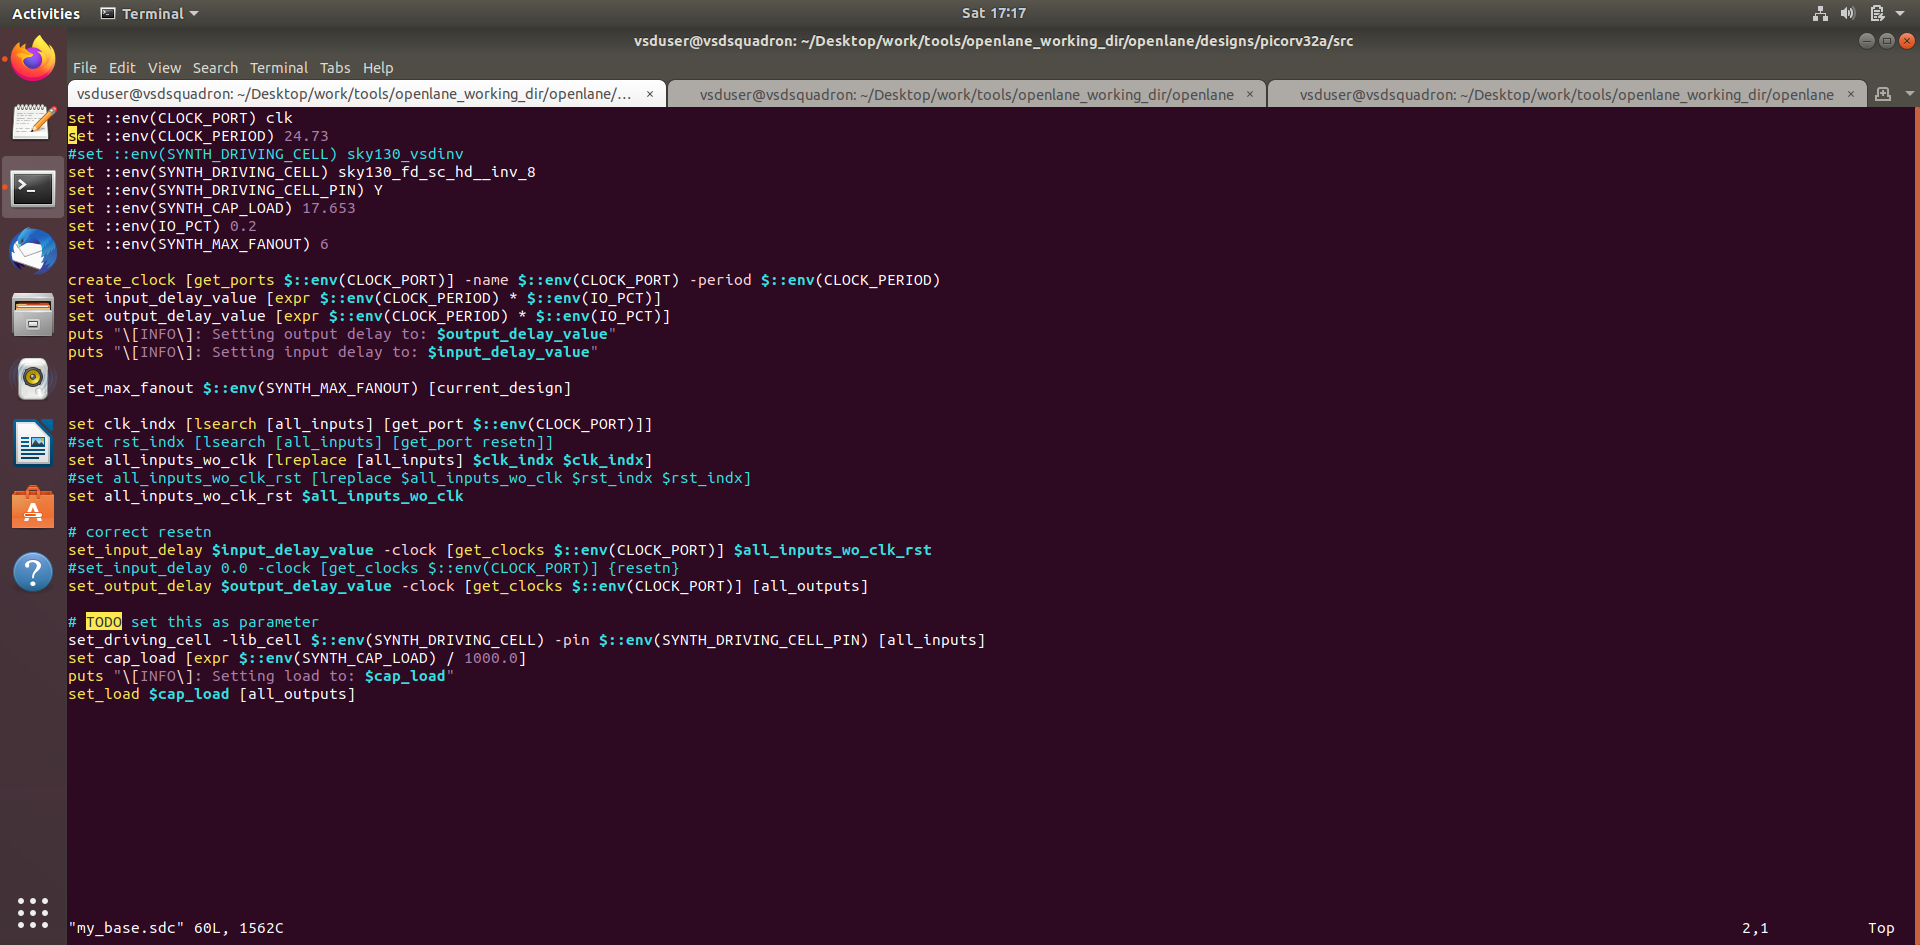 Activities Terminal Sat 17:17
vsduser@vsdsquadron: ~/Desktop/work/tools/openlane_working_dir/openlane/designs/picorv32a/src
File Edit View Search Terminal Tabs Help
vsduser@vsdsquadron: ~/Desktop/work/tools/openlane_working_dir/openlane/... × vsduser@vsdsquadron: ~/Desktop/work/tools/openlane_working_dir/openlane × vsduser@vsdsquadron: ~/Desktop/work/tools/openlane_working_dir/openlane ×
set ::env(CLOCK_PORT) clk
set ::env(CLOCK_PERIOD) 24.73
#set ::env(SYNTH_DRIVING_CELL) sky130_vsdinv
set ::env(SYNTH_DRIVING_CELL) sky130_fd_sc_hd__inv_8
set ::env(SYNTH_DRIVING_CELL_PIN) Y
set ::env(SYNTH_CAP_LOAD) 17.653
set ::env(IO_PCT) 0.2
set ::env(SYNTH_MAX_FANOUT) 6
create_clock [get_ports $::env(CLOCK_PORT)] -name $::env(CLOCK_PORT) -period $::env(CLOCK_PERIOD)
set input_delay_value [expr $::env(CLOCK_PERIOD) * $::env(IO_PCT)]
set output_delay_value [expr $::env(CLOCK_PERIOD) * $::env(IO_PCT)]
puts "\[INFO\]: Setting output delay to: $output_delay_value"
puts "\[INFO\]: Setting input delay to: $input_delay_value"
set_max_fanout $::env(SYNTH_MAX_FANOUT) [current_design]
set clk_indx [lsearch [all_inputs] [get_port $::env(CLOCK_PORT)]]
#set rst_indx [lsearch [all_inputs] [get_port resetn]]
set all_inputs_wo_clk [lreplace [all_inputs] $clk_indx $clk_indx]
#set all_inputs_wo_clk_rst [lreplace $all_inputs_wo_clk $rst_indx $rst_indx]
set all_inputs_wo_clk_rst $all_inputs_wo_clk
# correct resetn
set_input_delay $input_delay_value -clock [get_clocks $::env(CLOCK_PORT)] $all_inputs_wo_clk_rst
#set_input_delay 0.0 -clock [get_clocks $::env(CLOCK_PORT)] {resetn}
set_output_delay $output_delay_value -clock [get_clocks $::env(CLOCK_PORT)] [all_outputs]
# TODO set this as parameter
set_driving_cell -lib_cell $::env(SYNTH_DRIVING_CELL) -pin $::env(SYNTH_DRIVING_CELL_PIN) [all_inputs]
set cap_load [expr $::env(SYNTH_CAP_LOAD) / 1000.0]
puts "\[INFO\]: Setting load to: $cap_load"
set_load $cap_load [all_outputs]
"my_base.sdc" 60L, 1562C 2,1 Top